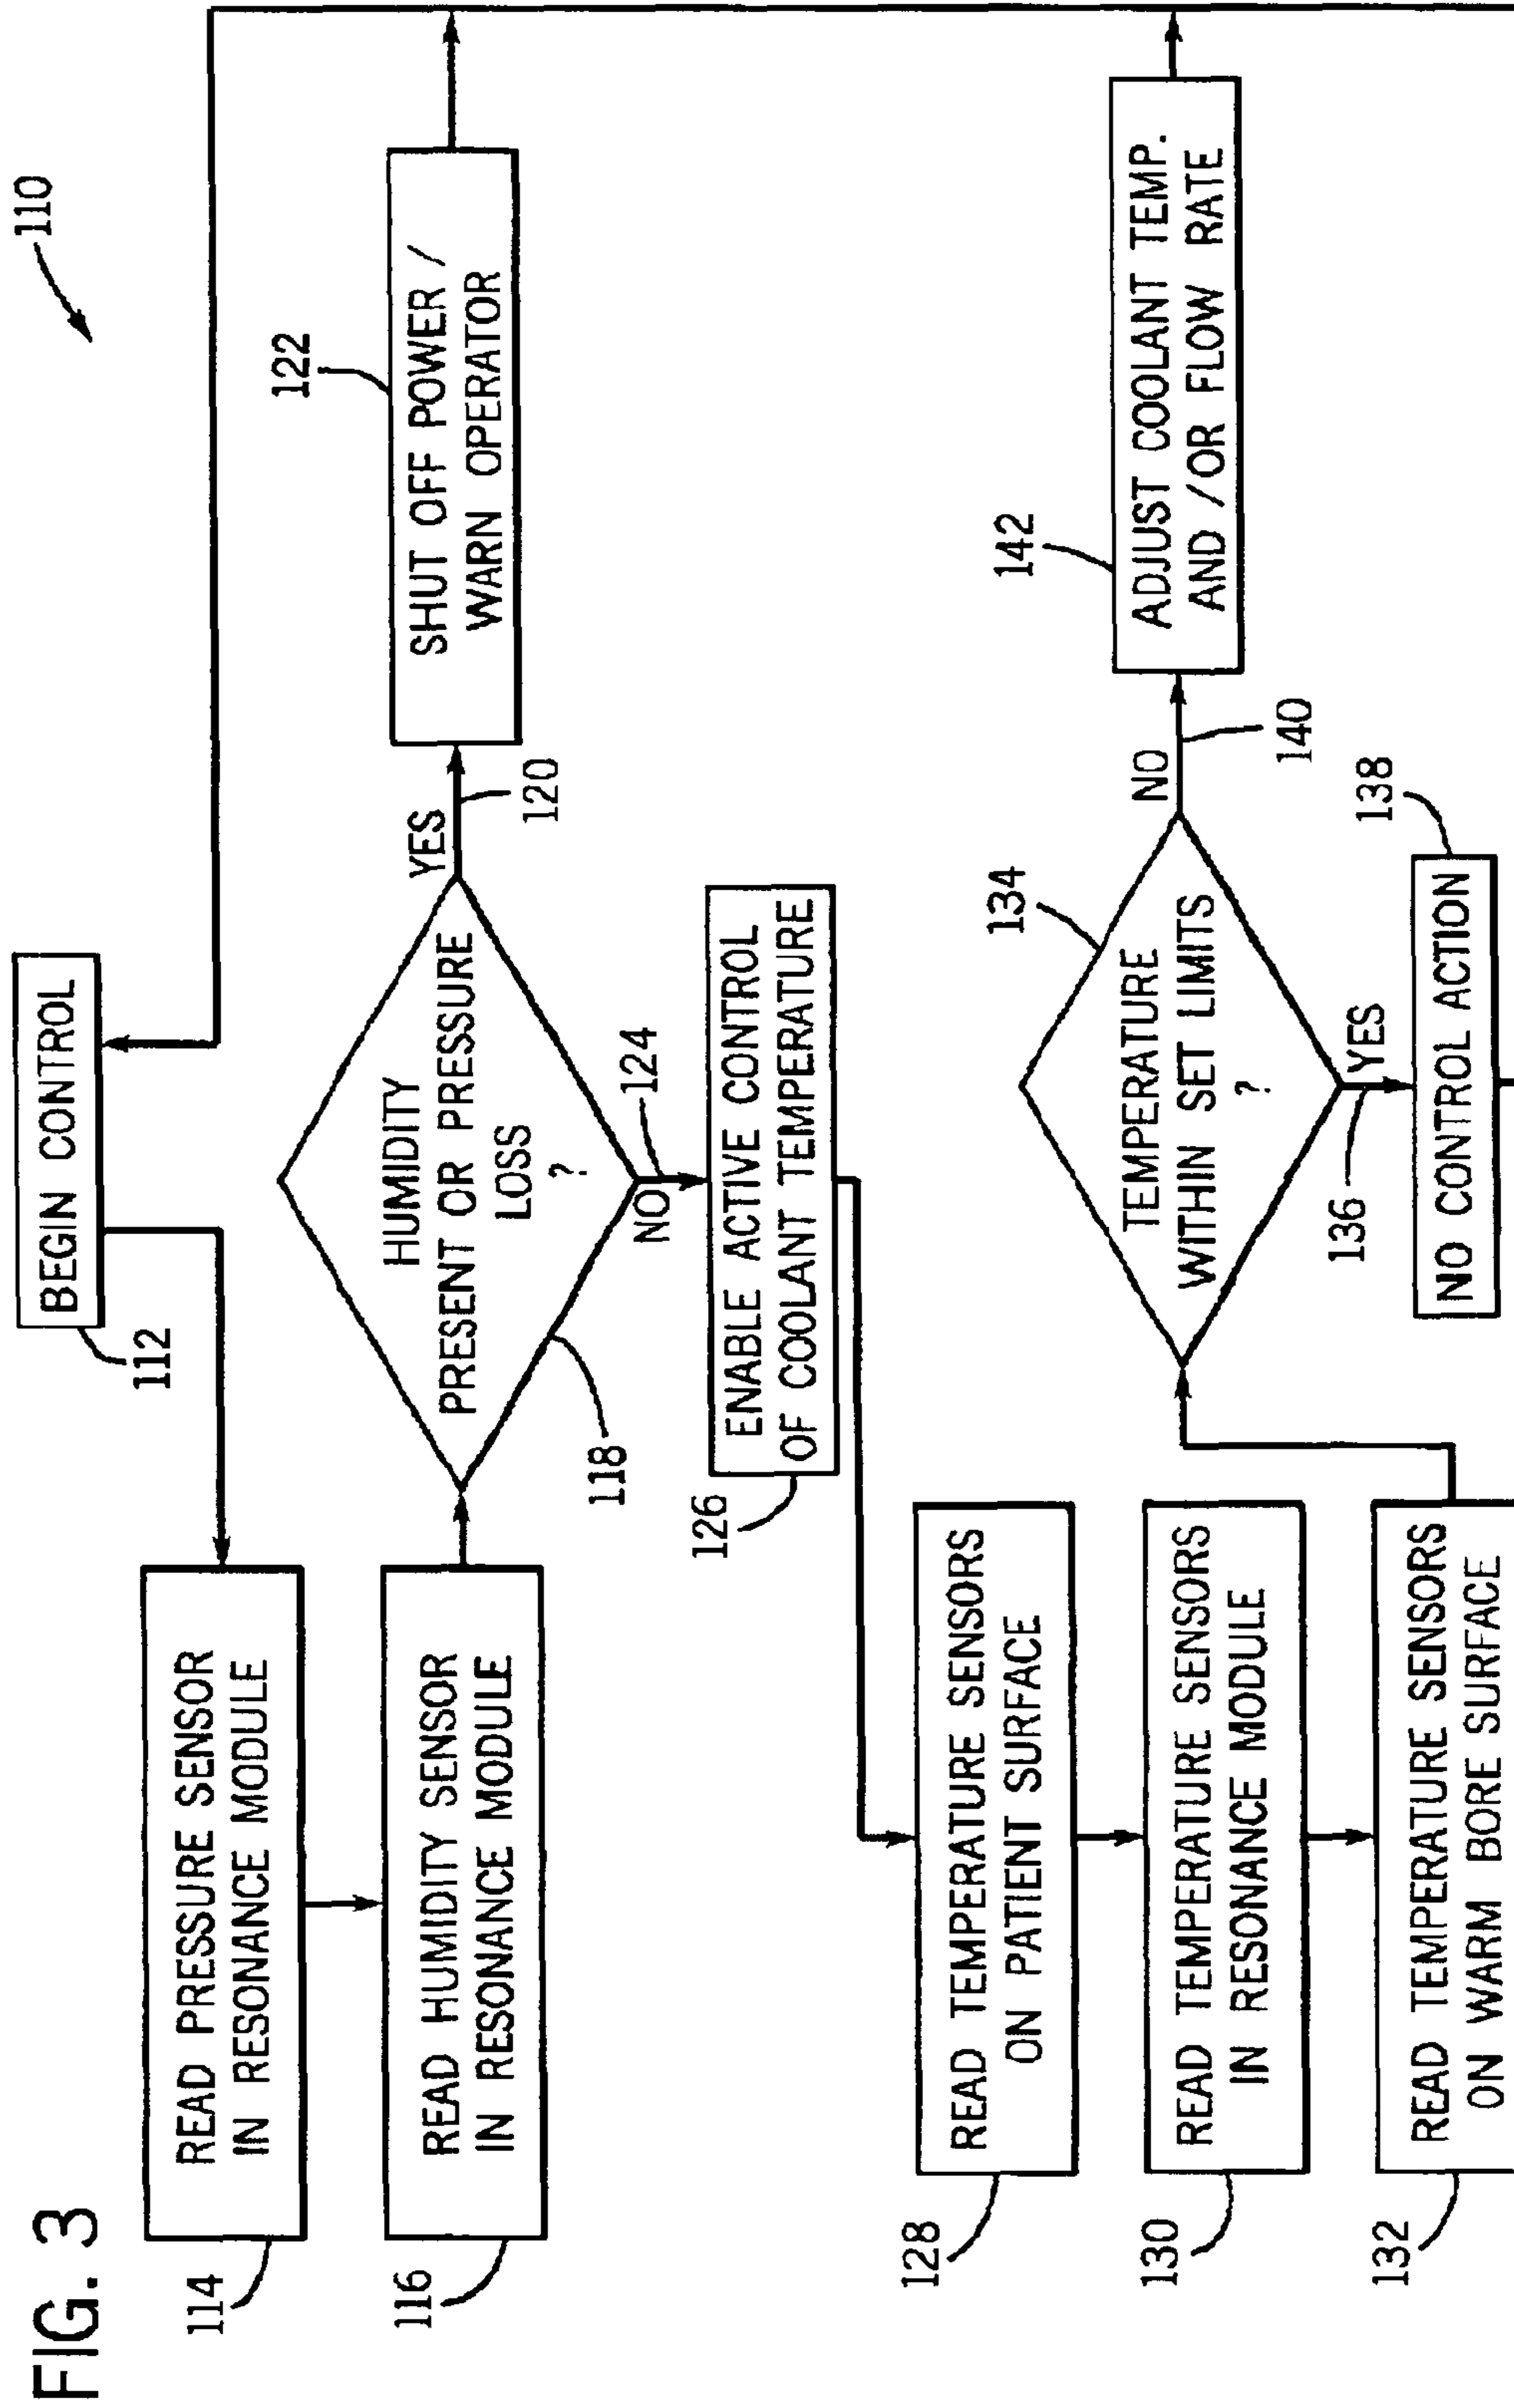 FIG. 3
110
BEGIN CONTROL
112
READ PRESSURE SENSOR
IN RESONANCE MODULE
114
READ HUMIDITY SENSOR
IN RESONANCE MODULE
116
HUMIDITY
PRESENT OR PRESSURE
LOSS
?
118
YES
120
SHUT OFF POWER /
WARN OPERATOR
122
NO
124
ENABLE ACTIVE CONTROL
OF COOLANT TEMPERATURE
126
READ TEMPERATURE SENSORS
ON PATIENT SURFACE
128
READ TEMPERATURE SENSORS
IN RESONANCE MODULE
130
READ TEMPERATURE SENSORS
ON WARM BORE SURFACE
132
TEMPERATURE
WITHIN SET LIMITS
?
134
YES
136
NO CONTROL ACTION
138
NO
140
ADJUST COOLANT TEMP.
AND /OR FLOW RATE
142